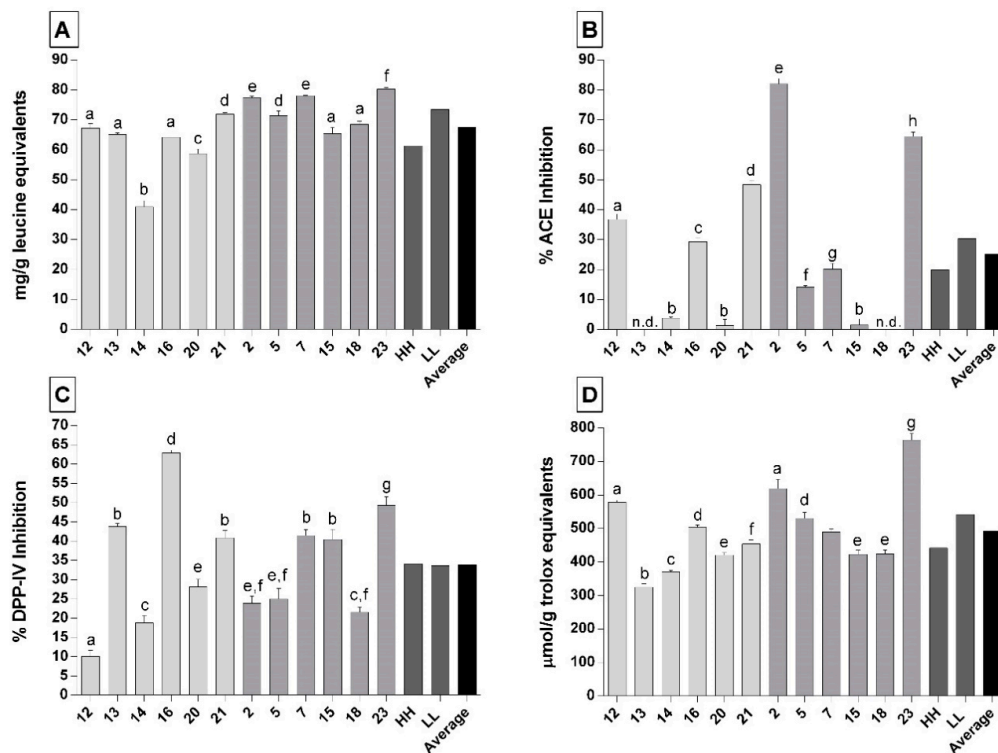 A
mg/g leucine equivalents
90
80
70
60
50
40
30
20
10
0
a
a
b
a
c
d
e
d
e
a
a
f
12
13
14
16
20
21
2
5
7
15
18
23
HH
LL
Average
B
% ACE Inhibition
90
80
70
60
50
40
30
20
10
0
a
n.d.
b
c
b
d
e
f
g
b
n.d.
h
12
13
14
16
20
21
2
5
7
15
18
23
HH
LL
Average
C
% DPP-IV Inhibition
70
65
60
55
50
45
40
35
30
25
20
15
10
5
0
a
b
c
d
e
b
e,f
e,f
b
b
c,f
g
12
13
14
16
20
21
2
5
7
15
18
23
HH
LL
Average
D
µmol/g trolox equivalents
800
700
600
500
400
300
200
100
0
a
b
c
d
e
f
a
d
e
e
g
12
13
14
16
20
21
2
5
7
15
18
23
HH
LL
Average